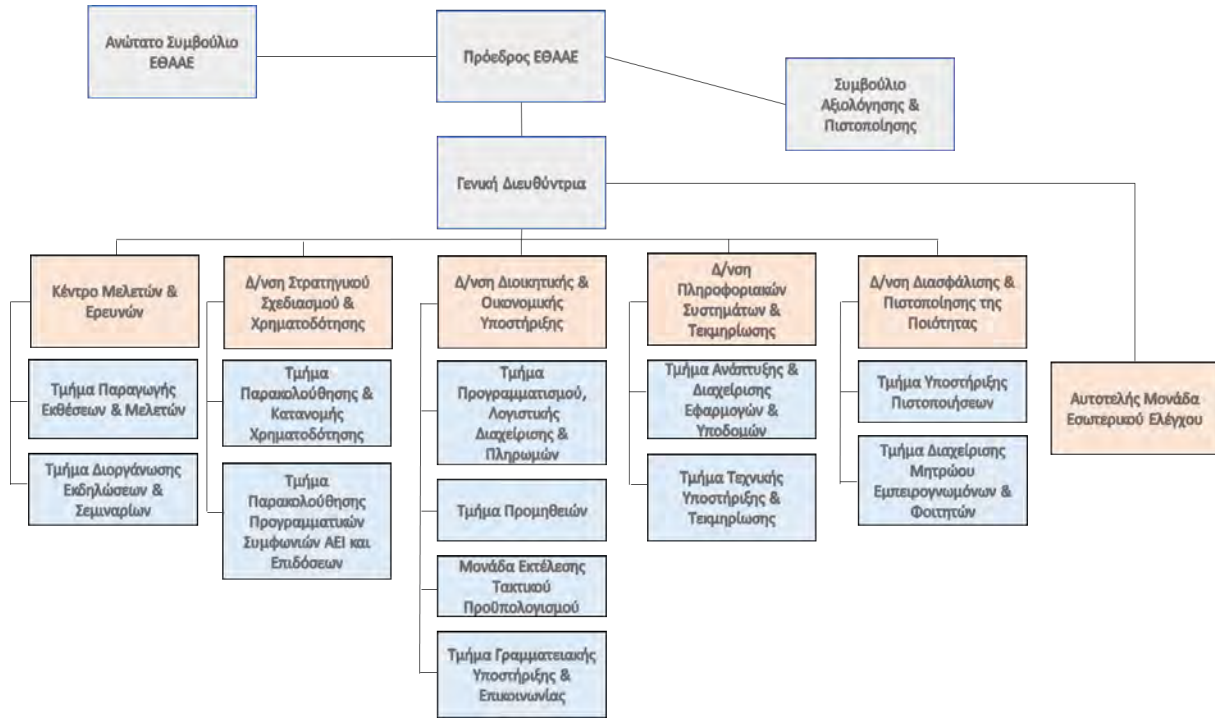 Ανώτατο Συμβούλιο
ΕΘΑΑΕ
Πρόεδρος ΕΘΑΑΕ
Συμβούλιο
Αξιολόγησης &
Πιστοποίησης
Γενική Διευθύντρια
Κέντρο Μελετών &
Ερευνών
Τμήμα Παραγωγής
Εκθέσεων & Μελετών
Τμήμα Διοργάνωσης
Εκδηλώσεων &
Σεμιναρίων
Δ/νση Στρατηγικού
Σχεδιασμού &
Χρηματοδότησης
Τμήμα
Παρακολούθησης &
Κατανομής
Χρηματοδότησης
Τμήμα
Παρακολούθησης
Προγραμματικών
Συμφωνιών ΑΕΙ και
Επιδόσεων
Δ/νση Διοικητικής &
Οικονομικής
Υποστήριξης
Τμήμα
Προγραμματισμού,
Λογιστικής
Διαχείρισης &
Πληρωμών
Τμήμα Προμηθειών
Μονάδα Εκτέλεσης
Τακτικού
Προϋπολογισμού
Τμήμα Γραμματειακής
Υποστήριξης &
Επικοινωνίας
Δ/νση
Πληροφοριακών
Συστημάτων &
Τεκμηρίωσης
Τμήμα Ανάπτυξης &
Διαχείρισης
Εφαρμογών &
Υποδομών
Τμήμα Τεχνικής
Υποστήριξης &
Τεκμηρίωσης
Δ/νση Διασφάλισης &
Πιστοποίησης της
Ποιότητας
Τμήμα Υποστήριξης
Πιστοποιήσεων
Τμήμα Διαχείρισης
Μητρώου
Εμπειρογνωμόνων &
Φοιτητών
Αυτοτελής Μονάδα
Εσωτερικού Ελέγχου